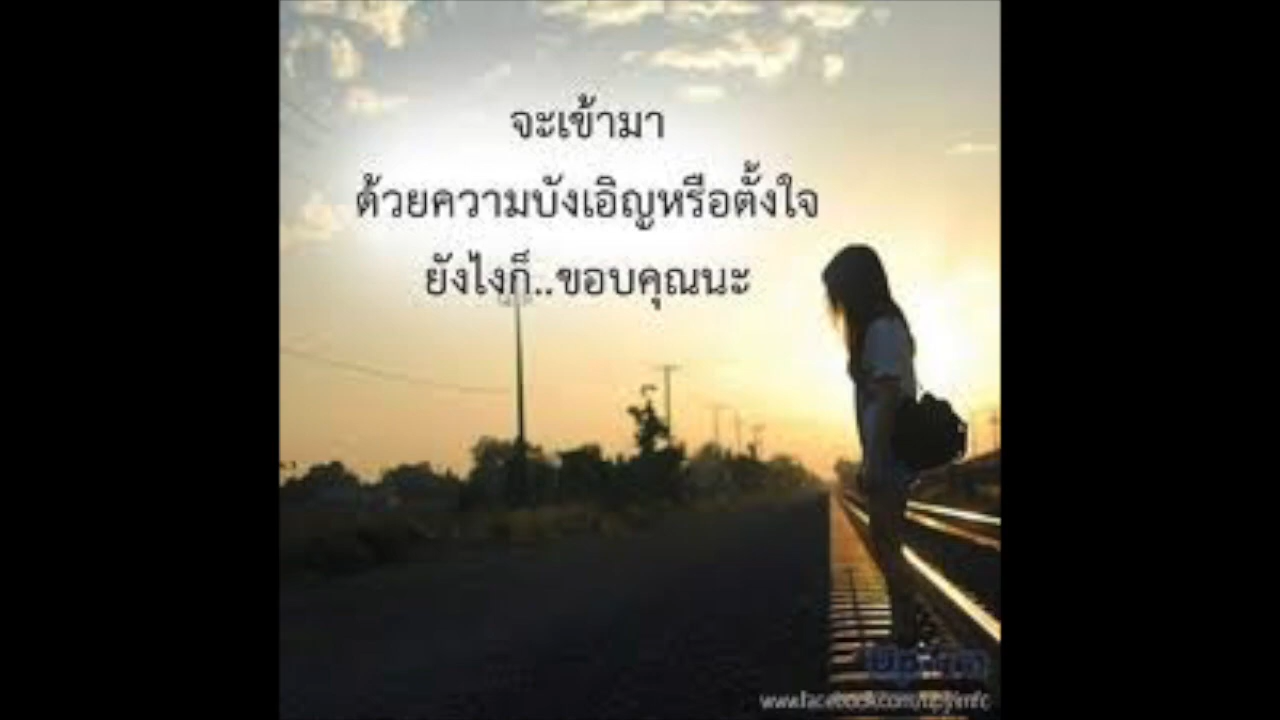 จะเข้ามา
ด้วยความบังเอิญหรือตั้งใจ
ยังไงก็..ขอบคุณนะ